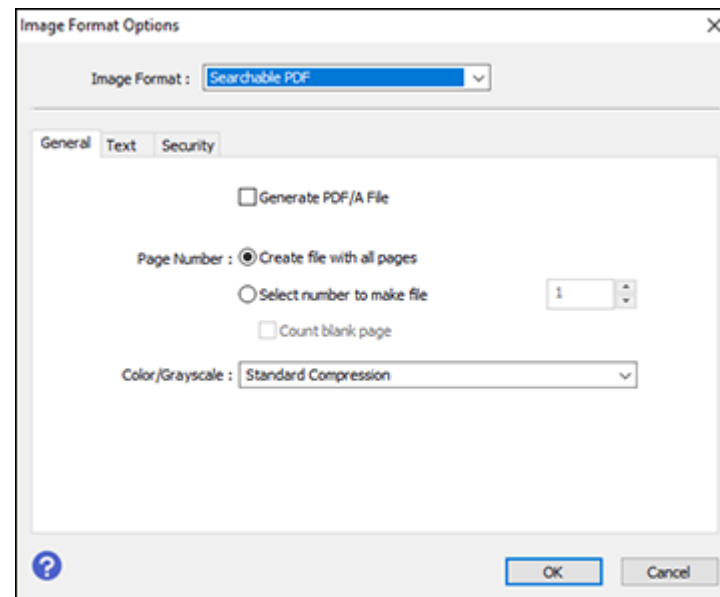 Image Format Options
Image Format : Searchable PDF
General Text Security
Generate PDF/A File
Page Number : Create file with all pages
Select number to make file 1
Count blank page
Color/Grayscale : Standard Compression
?
OK Cancel